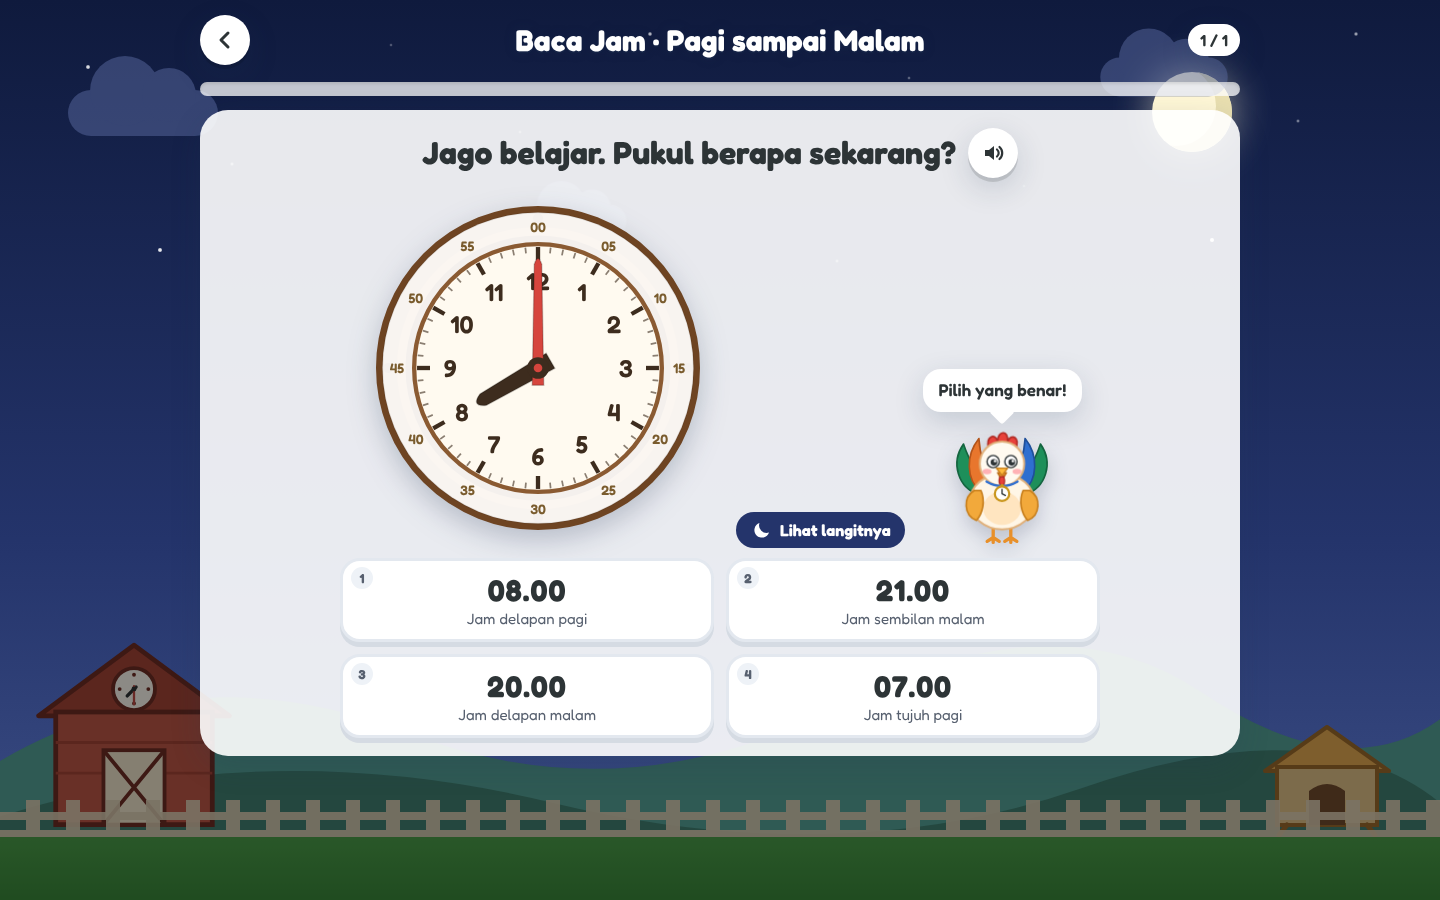 Baca Jam · Pagi sampai Malam
1 / 1
Jago belajar. Pukul berapa sekarang?
00
55 05
12
11 1
50 10
10 2
45 9 3 15
8 4
40 20
7 5
6
35 25
30
Pilih yang benar!
Lihat langitnya
1
08.00
Jam delapan pagi
2
21.00
Jam sembilan malam
3
20.00
Jam delapan malam
4
07.00
Jam tujuh pagi